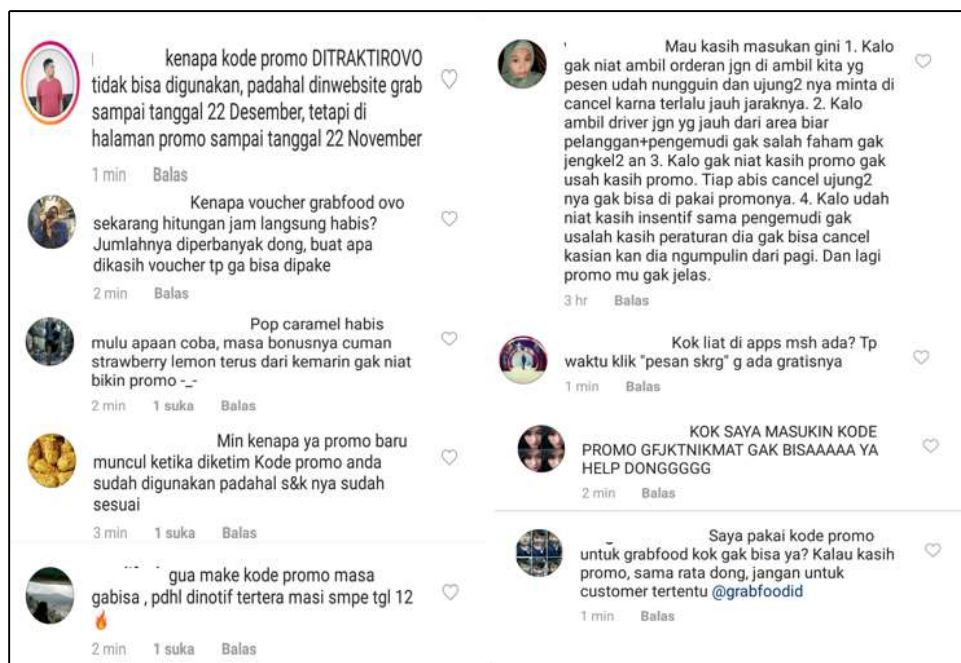 kenapa kode promo DITRAKTIROVO
tidak bisa digunakan, padahal dinwebsite grab
sampai tanggal 22 Desember, tetapi di
halaman promo sampai tanggal 22 November
1 min Balas
Kenapa voucher grabfood ovo
sekarang hitungan jam langsung habis?
Jumlahnya diperbanyak dong, buat apa
dikasih voucher tp ga bisa dipake
2 min Balas
Pop caramel habis
mulu apaan coba, masa bonusnya cuman
strawberry lemon terus dari kemarin gak niat
bikin promo -_-
2 min 1 suka Balas
Min kenapa ya promo baru
muncul ketika diketim Kode promo anda
sudah digunakan padahal s&k nya sudah
sesuai
3 min 1 suka Balas
gua make kode promo masa
gabisa , pdhl dinotif tertera masi smpe tgl 12
🔥
2 min 1 suka Balas
Mau kasih masukan gini 1. Kalo
gak niat ambil orderan jgn di ambil kita yg
pesen udah nungguin dan ujung2 nya minta di
cancel karna terlalu jauh jaraknya. 2. Kalo
ambil driver jgn yg jauh dari area biar
pelanggan+pengemudi gak salah faham gak
jengkel2 an 3. Kalo gak niat kasih promo gak
usah kasih promo. Tiap abis cancel ujung2
nya gak bisa di pakai promonya. 4. Kalo udah
niat kasih insentif sama pengemudi gak
usalah kasih peraturan dia gak bisa cancel
kasian kan dia ngumpulin dari pagi. Dan lagi
promo mu gak jelas.
3 hr Balas
Kok liat di apps msh ada? Tp
waktu klik "pesan skrg" g ada gratisnya
1 min Balas
KOK SAYA MASUKIN KODE
PROMO GFJKTNIKMAT GAK BISAAAAA YA
HELP DONGGGGG
2 min Balas
Saya pakai kode promo
untuk grabfood kok gak bisa ya? Kalau kasih
promo, sama rata dong, jangan untuk
customer tertentu @grabfoodid
1 min Balas